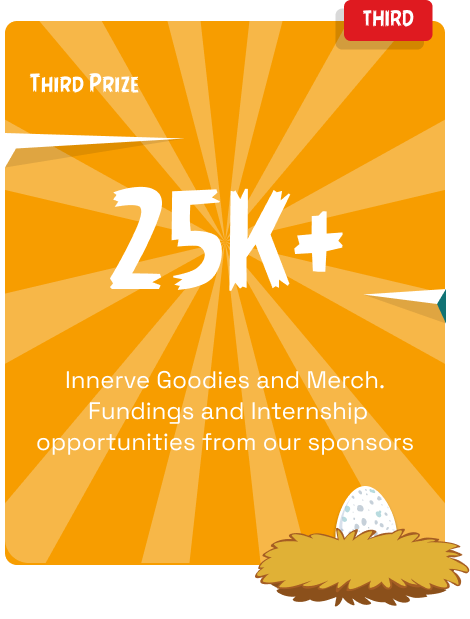 THIRD
THIRD PRIZE
25K+
Innerve Goodies and Merch.
Fundings and Internship
opportunities from our sponsors